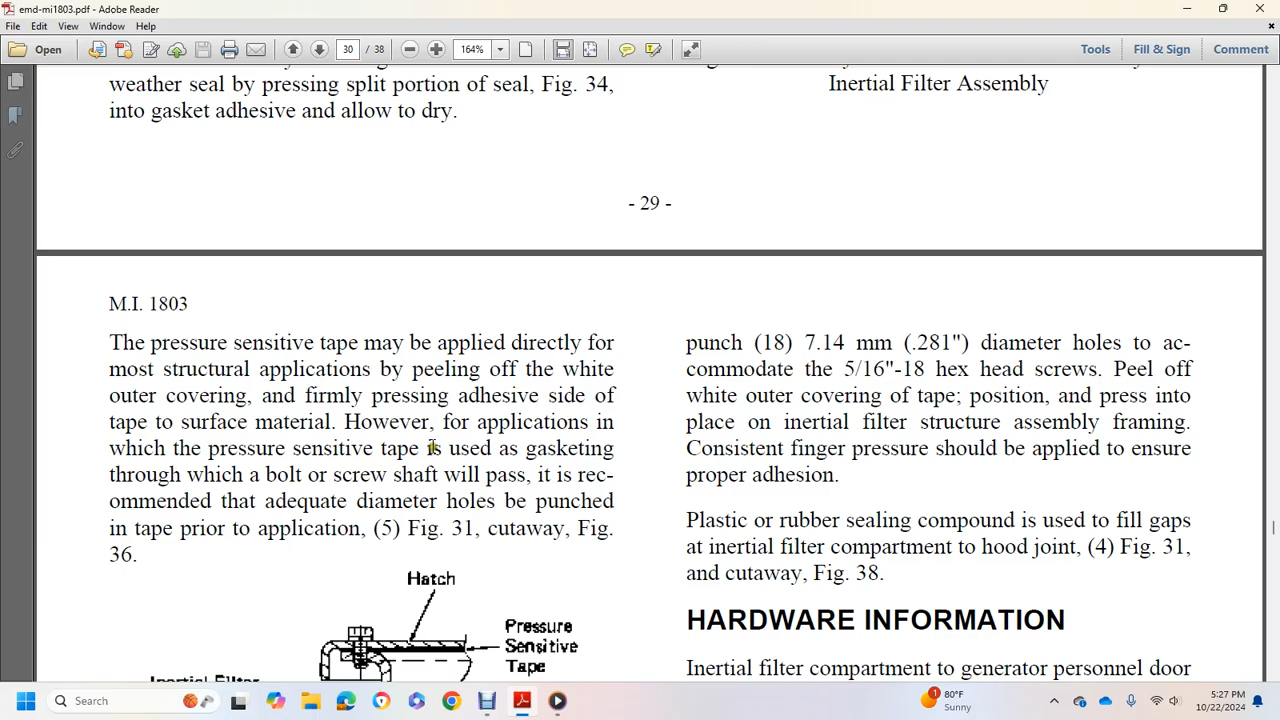 emd-mi1803.pdf - Adobe Reader
File Edit View Window Help
Open 30 / 38 164% Tools Fill & Sign Comment
weather seal by pressing split portion of seal, Fig. 34,
into gasket adhesive and allow to dry.
Inertial Filter Assembly
- 29 -
M.I. 1803
The pressure sensitive tape may be applied directly for
most structural applications by peeling off the white
outer covering, and firmly pressing adhesive side of
tape to surface material. However, for applications in
which the pressure sensitive tape is used as gasketing
through which a bolt or screw shaft will pass, it is rec-
ommended that adequate diameter holes be punched
in tape prior to application, (5) Fig. 31, cutaway, Fig.
36.
Hatch
Pressure
Sensitive
Tape
Inertial Filter
punch (18) 7.14 mm (.281") diameter holes to ac-
commodate the 5/16"-18 hex head screws. Peel off
white outer covering of tape; position, and press into
place on inertial filter structure assembly framing.
Consistent finger pressure should be applied to ensure
proper adhesion.
Plastic or rubber sealing compound is used to fill gaps
at inertial filter compartment to hood joint, (4) Fig. 31,
and cutaway, Fig. 38.
HARDWARE INFORMATION
Inertial filter compartment to generator personnel door
Search
1
80°F
Sunny
5:27 PM
10/22/2024